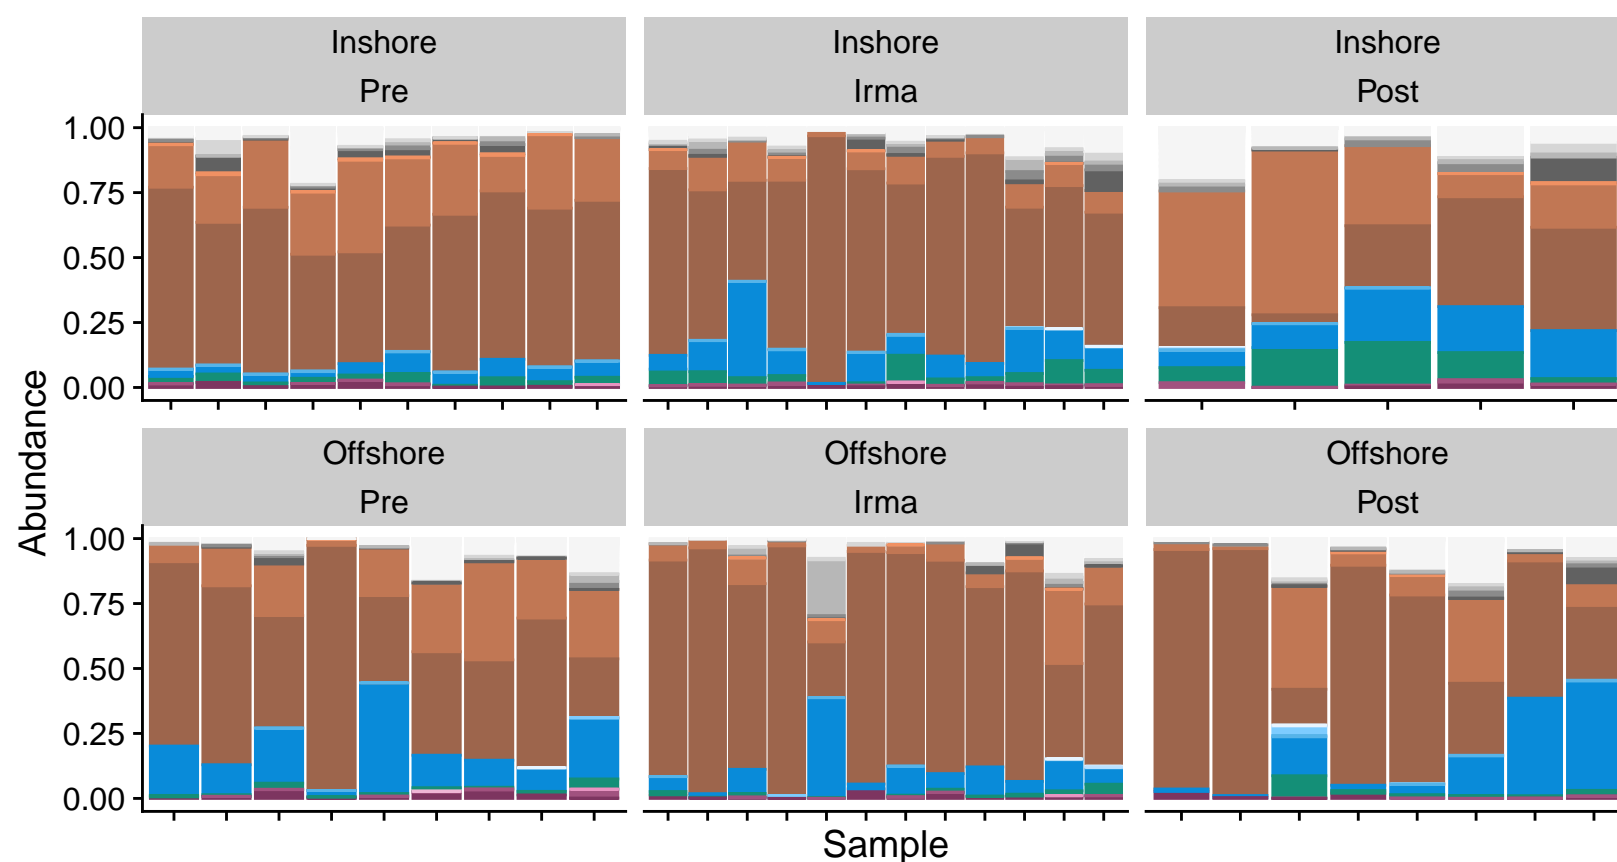 Inshore Inshore Inshore
Pre Irma Post
1.00
0.75
0.50
0.25
0.00
Abundance
Offshore Offshore Offshore
Pre Irma Post
1.00
0.75
0.50
0.25
0.00
Sample